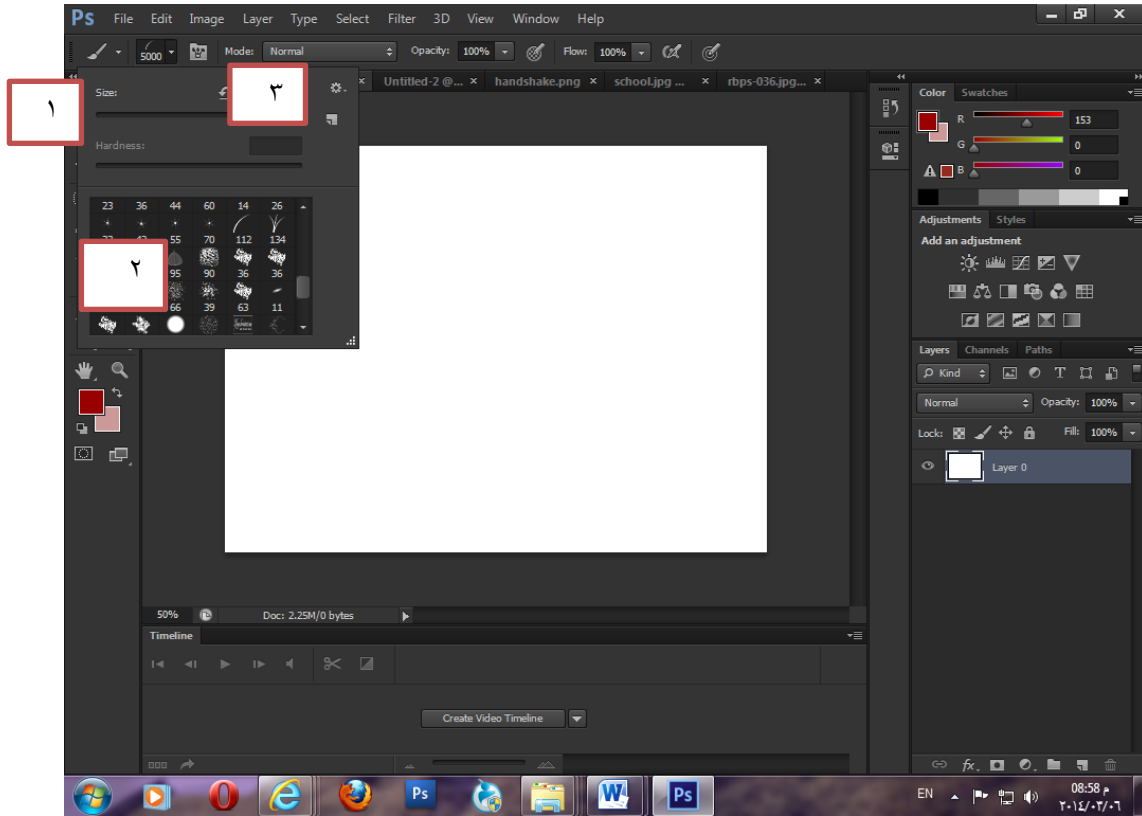 Ps File Edit Image Layer Type Select Filter 3D View Window Help
5000 Mode: Normal Opacity: 100% Flow: 100%
Untitled-2 @... × handshake.png × school.jpg ... × rbps-036.jpg... ×
١
Size:
٣
Hardness:
23 36 44 60 14 26
55 70 112 134
٢
95 90 36 36
66 39 63 11
Color Swatches
R 153
G 0
B 0
Adjustments Styles
Add an adjustment
Layers Channels Paths
Kind
Normal Opacity: 100%
Lock: Fill: 100%
Layer 0
50% Doc: 2.25M/0 bytes
Timeline
Create Video Timeline
fx
Ps W Ps
EN 08:58 م
٢٠١٤/٠٣/٠٦